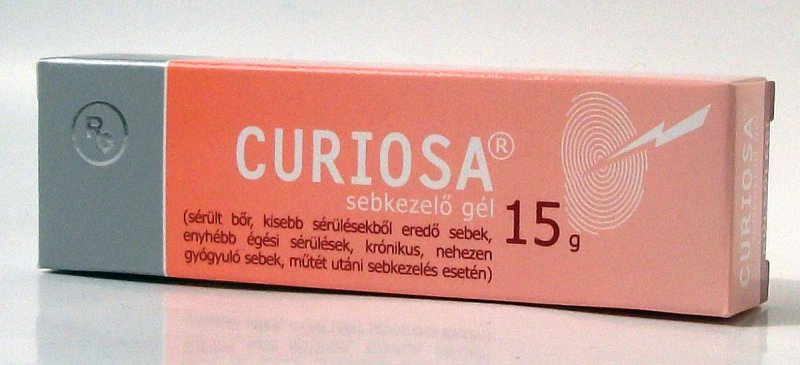 RG
CURIOSA®
sebkezelő gél
15 g
(sérült bőr, kisebb sérülésekből eredő sebek,
enyhébb égési sérülések, krónikus, nehezen
gyógyuló sebek, műtét utáni sebkezelés esetén)
CURIOSA®